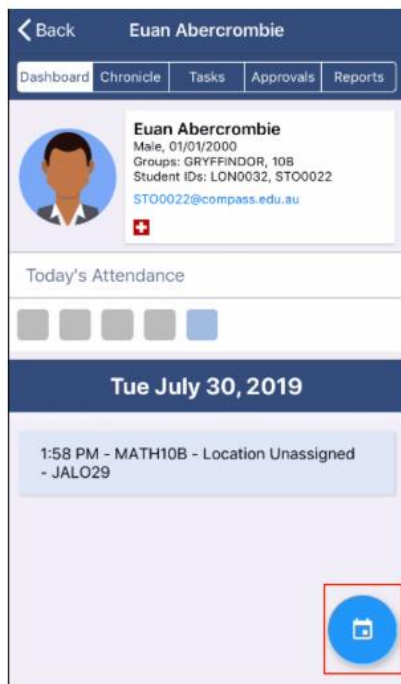 Back
Euan Abercrombie
Dashboard
Chronicle
Tasks
Approvals
Reports
Euan Abercrombie
Male, 01/01/2000
Groups: GRYFFINDOR, 10B
Student IDs: LON0032, STO0022
STO0022@compass.edu.au
Today's Attendance
Tue July 30, 2019
1:58 PM - MATH10B - Location Unassigned
- JALO29